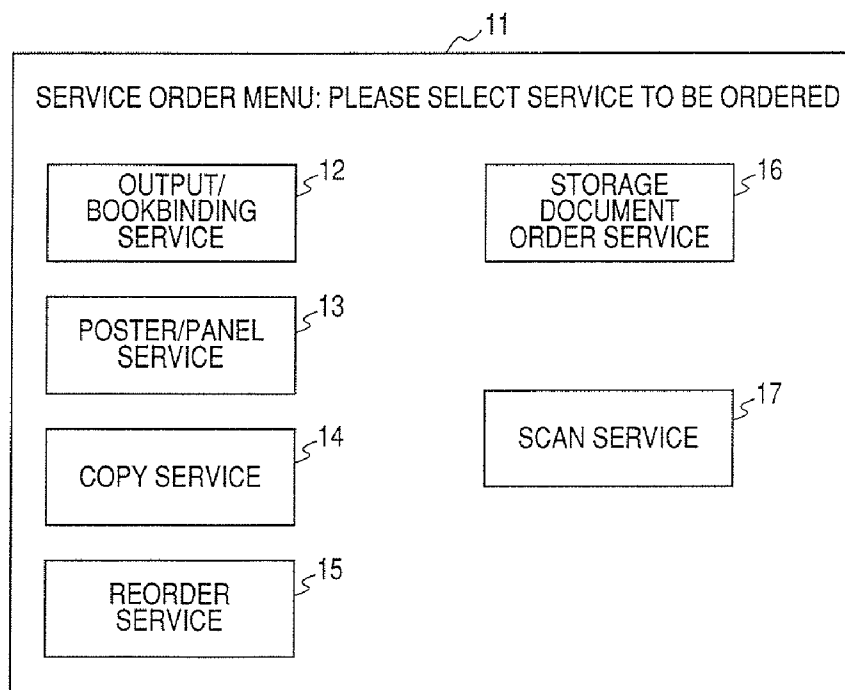 11
SERVICE ORDER MENU: PLEASE SELECT SERVICE TO BE ORDERED
OUTPUT/
BOOKBINDING
SERVICE
12
POSTER/PANEL
SERVICE
13
COPY SERVICE
14
REORDER
SERVICE
15
STORAGE
DOCUMENT
ORDER SERVICE
16
SCAN SERVICE
17